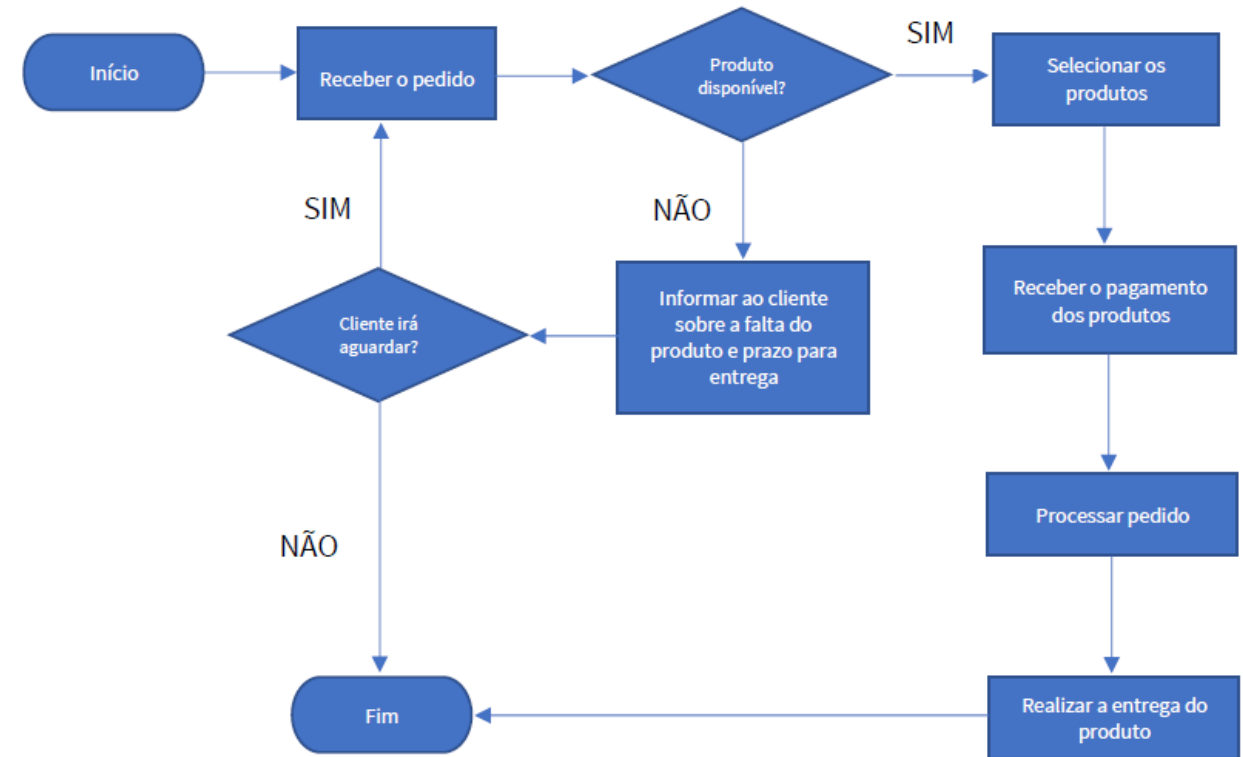 Início
Receber o pedido
Produto
disponível?
SIM
Selecionar os
produtos
SIM
NÃO
Cliente irá
aguardar?
Informar ao cliente
sobre a falta do
produto e prazo para
entrega
Receber o pagamento
dos produtos
NÃO
Processar pedido
Fim
Realizar a entrega do
produto